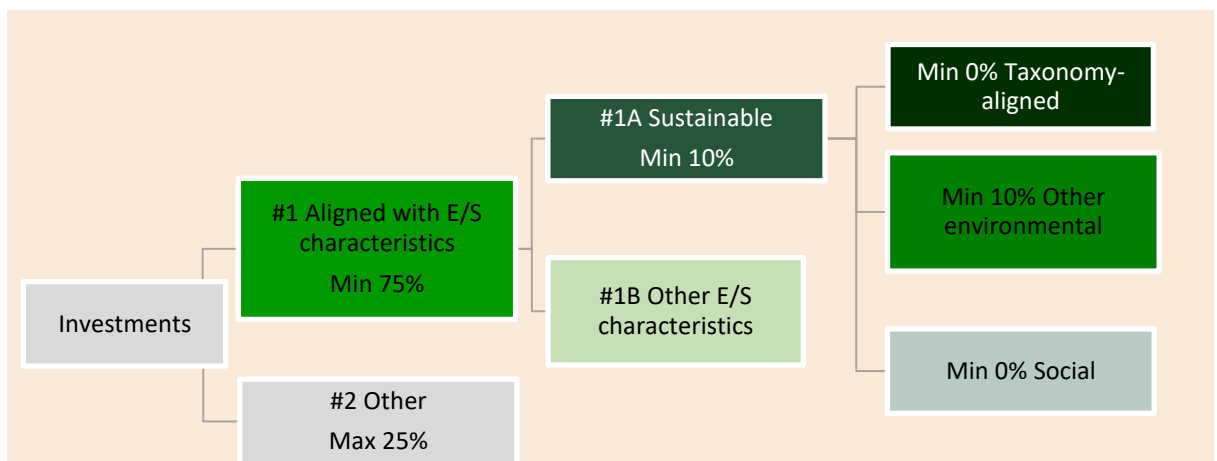 Investments
#1 Aligned with E/S
characteristics
Min 75%
#2 Other
Max 25%
#1A Sustainable
Min 10%
#1B Other E/S
characteristics
Min 0% Taxonomy-
aligned
Min 10% Other
environmental
Min 0% Social